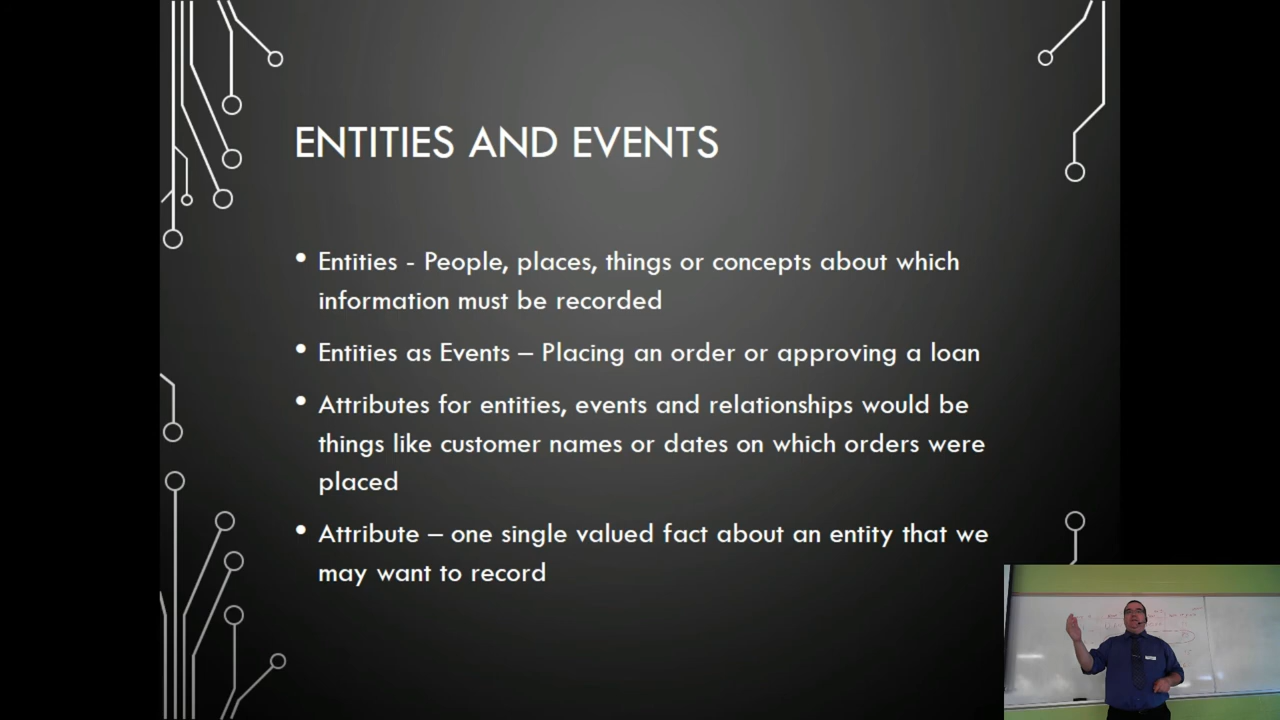 ENTITIES AND EVENTS
• Entities - People, places, things or concepts about which
information must be recorded
• Entities as Events – Placing an order or approving a loan
• Attributes for entities, events and relationships would be
things like customer names or dates on which orders were
placed
• Attribute – one single valued fact about an entity that we
may want to record